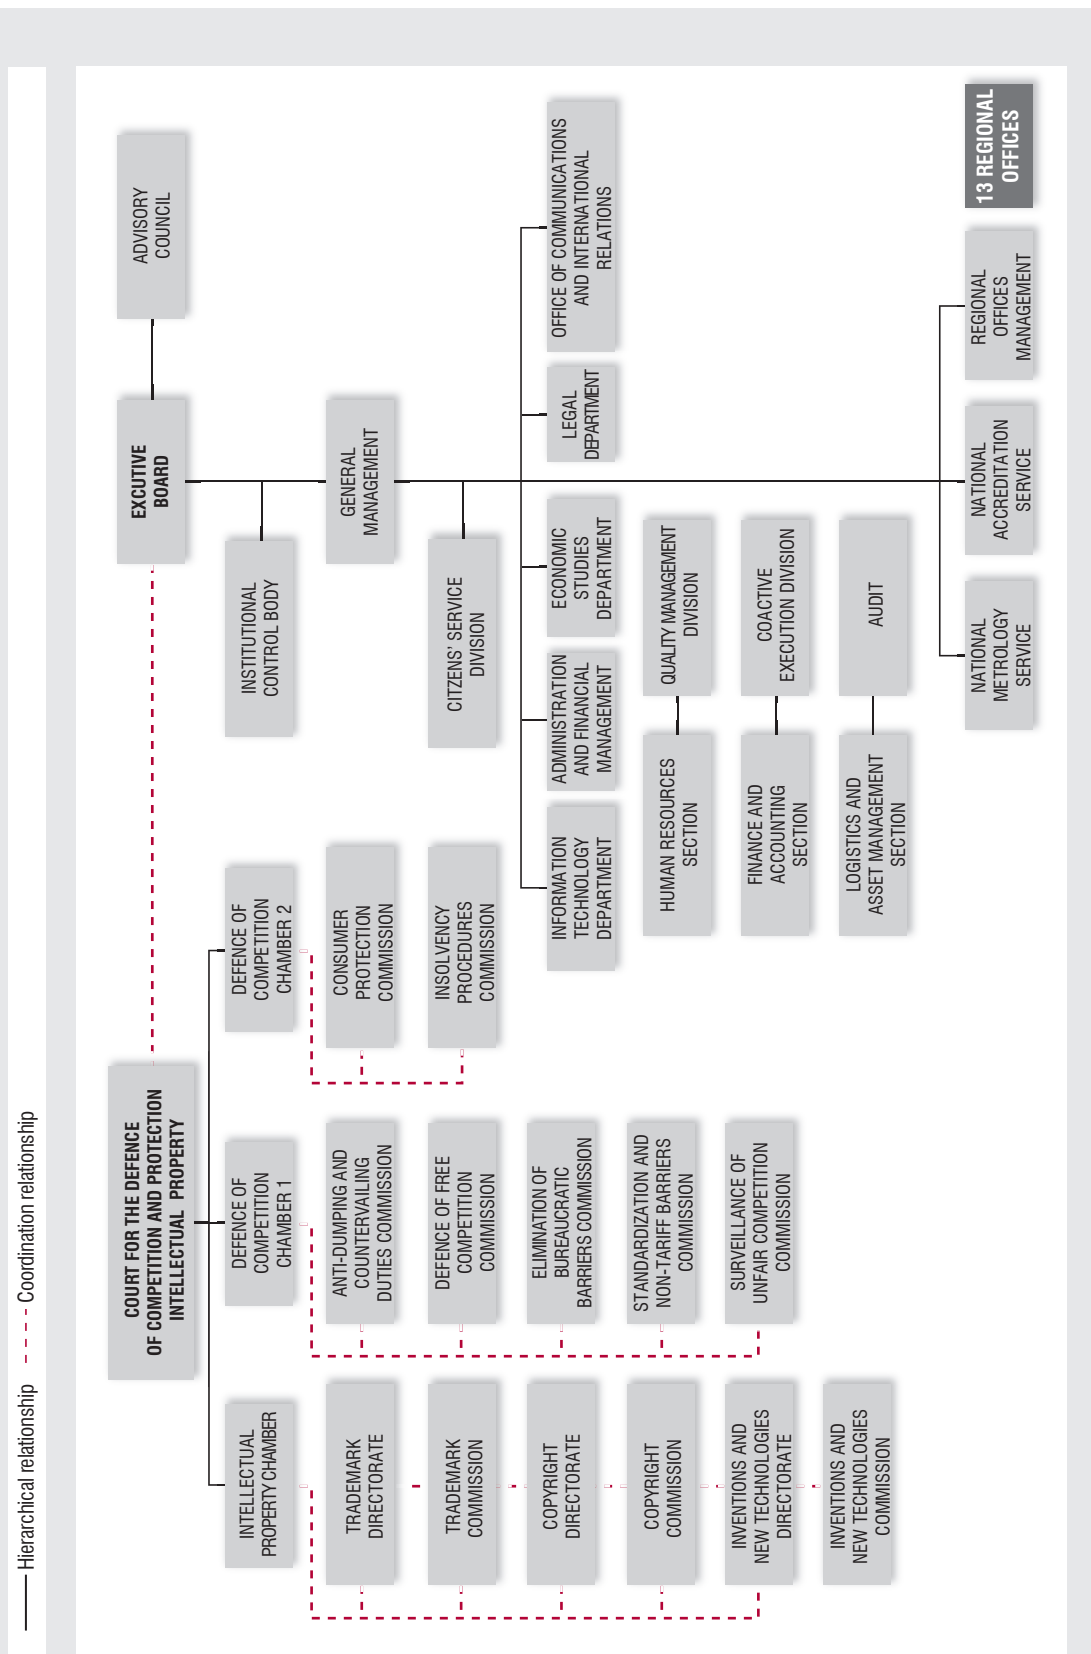 Hierarchical relationship
Coordination relationship
COURT FOR THE DEFENCE
OF COMPETITION AND PROTECTION
INTELLECTUAL PROPERTY
EXCUTIVE
BOARD
ADVISORY
COUNCIL
INTELLECTUAL
PROPERTY CHAMBER
DEFENCE OF
COMPETITION
CHAMBER 1
DEFENCE OF
COMPETITION
CHAMBER 2
INSTITUTIONAL
CONTROL BODY
TRADEMARK
DIRECTORATE
ANTI-DUMPING AND
COUNTERVAILING
DUTIES COMMISSION
CONSUMER
PROTECTION
COMMISSION
GENERAL
MANAGEMENT
TRADEMARK
COMMISSION
DEFENCE OF FREE
COMPETITION
COMMISSION
INSOLVENCY
PROCEDURES
COMMISSION
CITZENS' SERVICE
DIVISION
COPYRIGHT
DIRECTORATE
ELIMINATION OF
BUREAUCRATIC
BARRIERS COMMISSION
INFORMATION
TECHNOLOGY
DEPARTMENT
ADMINISTRATION
AND FINANCIAL
MANAGEMENT
ECONOMIC
STUDIES
DEPARTMENT
LEGAL
DEPARTMENT
OFFICE OF COMMUNICATIONS
AND INTERNATIONAL
RELATIONS
COPYRIGHT
COMMISSION
STANDARDIZATION AND
NON-TARIFF BARRIERS
COMMISSION
HUMAN RESOURCES
SECTION
QUALITY MANAGEMENT
DIVISION
INVENTIONS AND
NEW TECHNOLOGIES
DIRECTORATE
SURVEILLANCE OF
UNFAIR COMPETITION
COMMISSION
FINANCE AND
ACCOUNTING
SECTION
COACTIVE
EXECUTION DIVISION
INVENTIONS AND
NEW TECHNOLOGIES
COMMISSION
LOGISTICS AND
ASSET MANAGEMENT
SECTION
AUDIT
NATIONAL
METROLOGY
SERVICE
NATIONAL
ACCREDITATION
SERVICE
REGIONAL
OFFICES
MANAGEMENT
13 REGIONAL
OFFICES